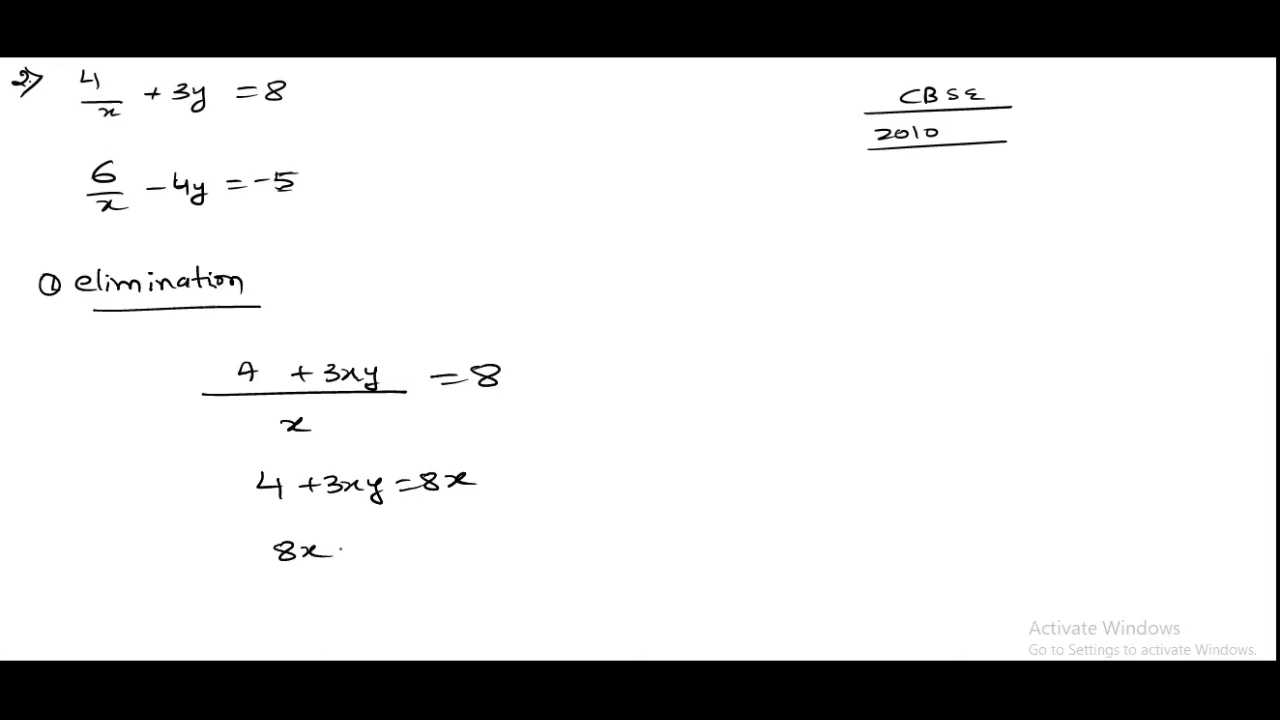 2) 4/x + 3y = 8
CBSE
2010
6/x - 4y = -5
① elimination
4 + 3xy / x = 8
4 + 3xy = 8x
8x
Activate Windows
Go to Settings to activate Windows.